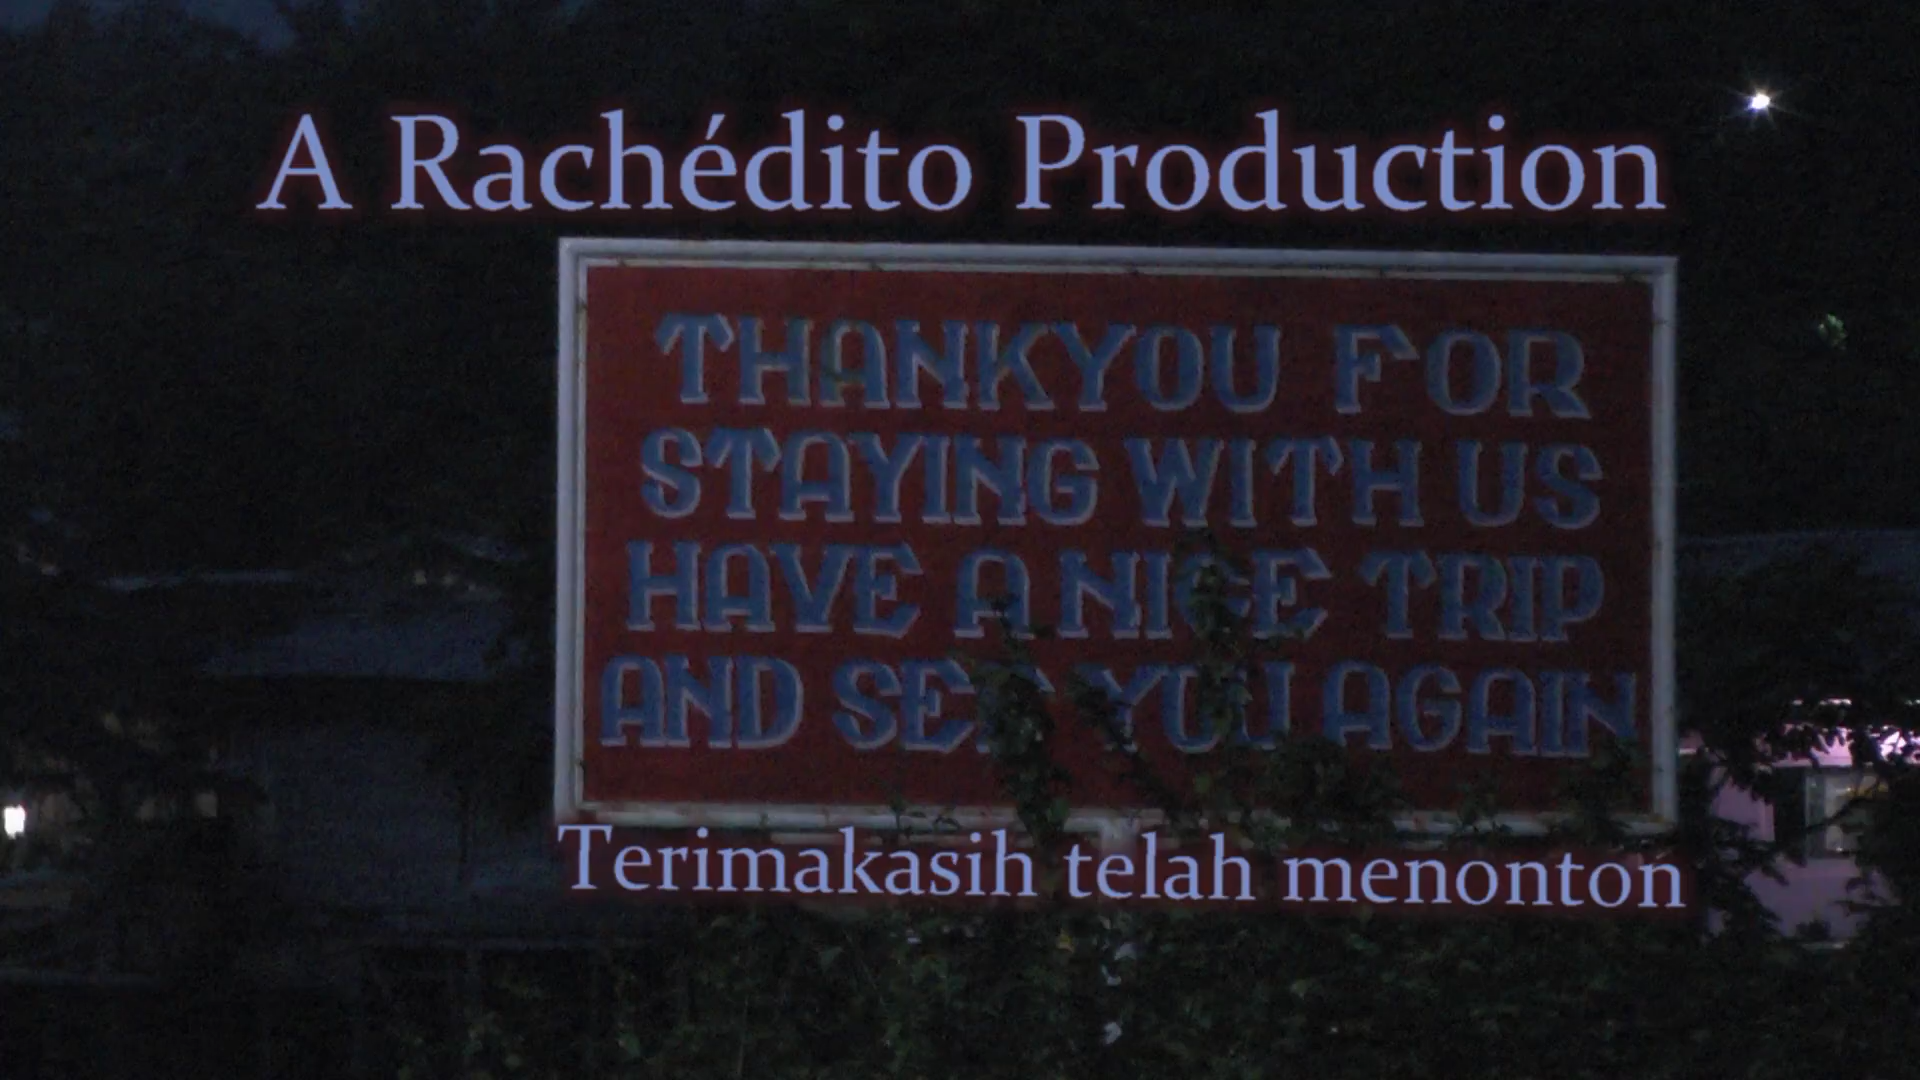 A Rachédito Production
THANKYOU FOR
STAYING WITH US
HAVE A NICE TRIP
AND SEE YOU AGAIN
Terimakasih telah menonton